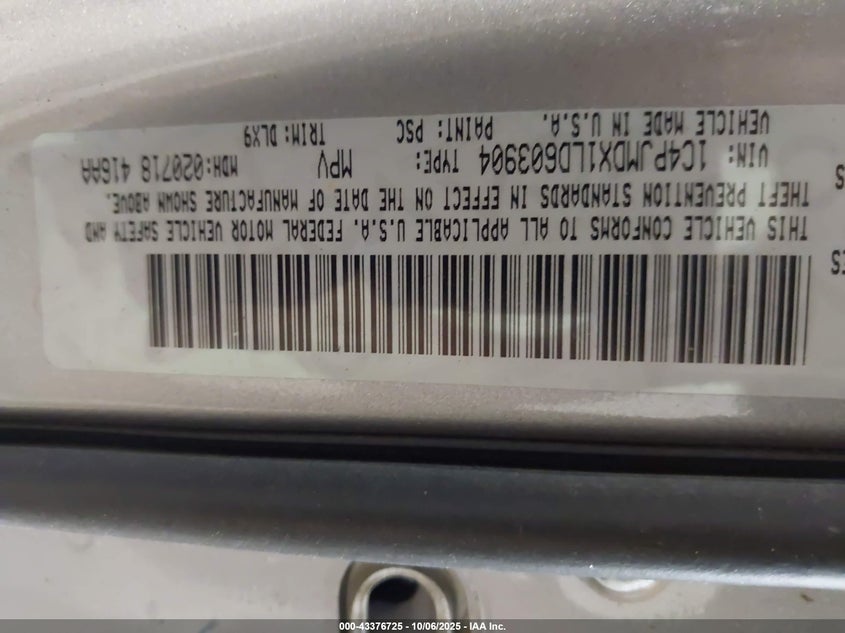 THIS VEHICLE CONFORMS TO ALL APPLICABLE U.S.A. FEDERAL MOTOR VEHICLE SAFETY AND
THEFT PREVENTION STANDARDS IN EFFECT ON THE DATE OF MANUFACTURE SHOWN ABOVE.
VIN: 1C4PJMDX1LD603904 TYPE: MPV MDH:020718 416AA
VEHICLE MADE IN U.S.A. PAINT: PSC TRIM: DLX9
000-43376725 - 10/06/2025 - IAA Inc.